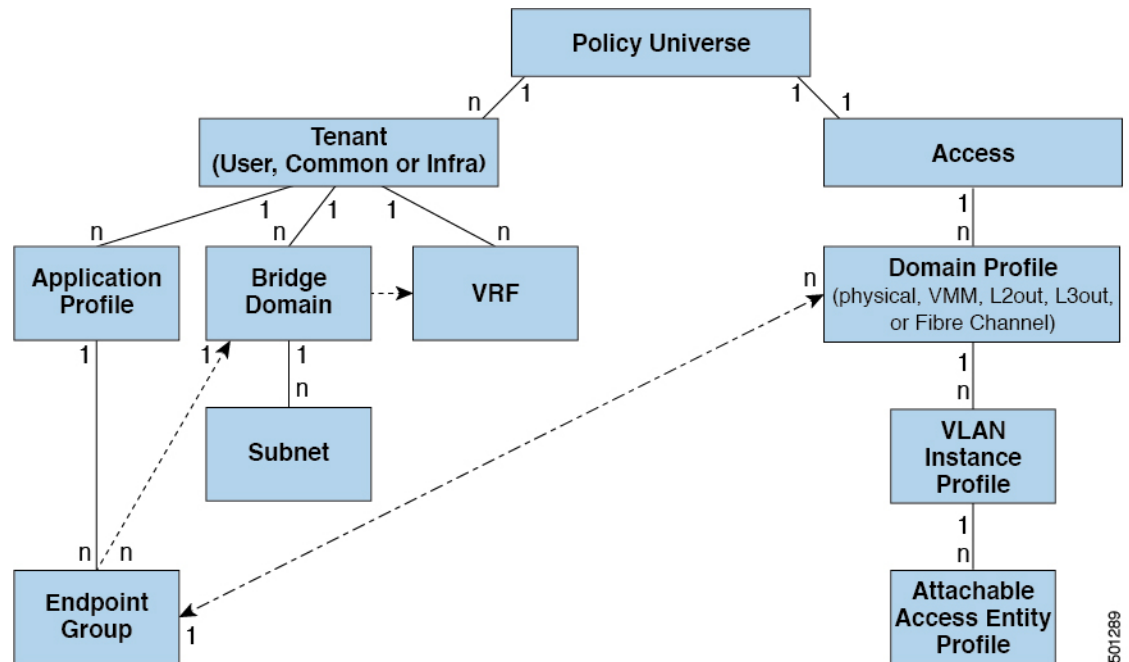 Policy Universe
n
1
1
1
Tenant
(User, Common or Infra)
Access
1
1
1
1
n
n
n
n
Application
Profile
Bridge
Domain
VRF
Domain Profile
(physical, VMM, L2out, L3out,
or Fibre Channel)
n
1
1
1
1
n
n
Subnet
VLAN
Instance
Profile
1
n
n
n
Endpoint
Group
1
Attachable
Access Entity
Profile
501289